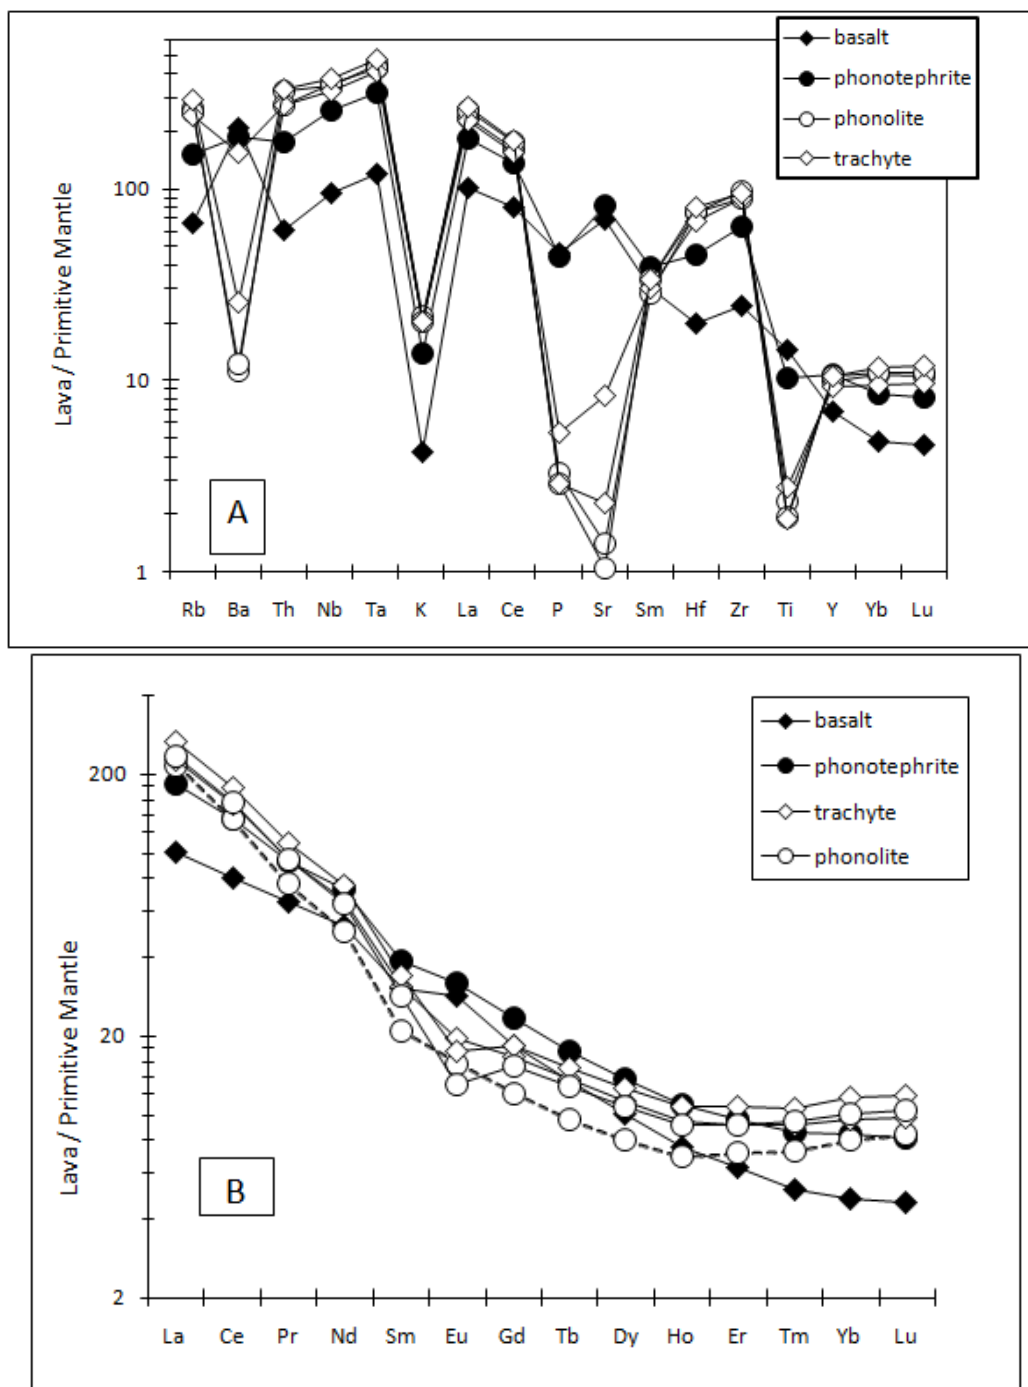 basalt
phonotephrite
phonolite
trachyte
Lava / Primitive Mantle
100
10
1
A
Rb Ba Th Nb Ta K La Ce P Sr Sm Hf Zr Ti Y Yb Lu
basalt
phonotephrite
trachyte
phonolite
Lava / Primitive Mantle
200
20
2
B
La Ce Pr Nd Sm Eu Gd Tb Dy Ho Er Tm Yb Lu